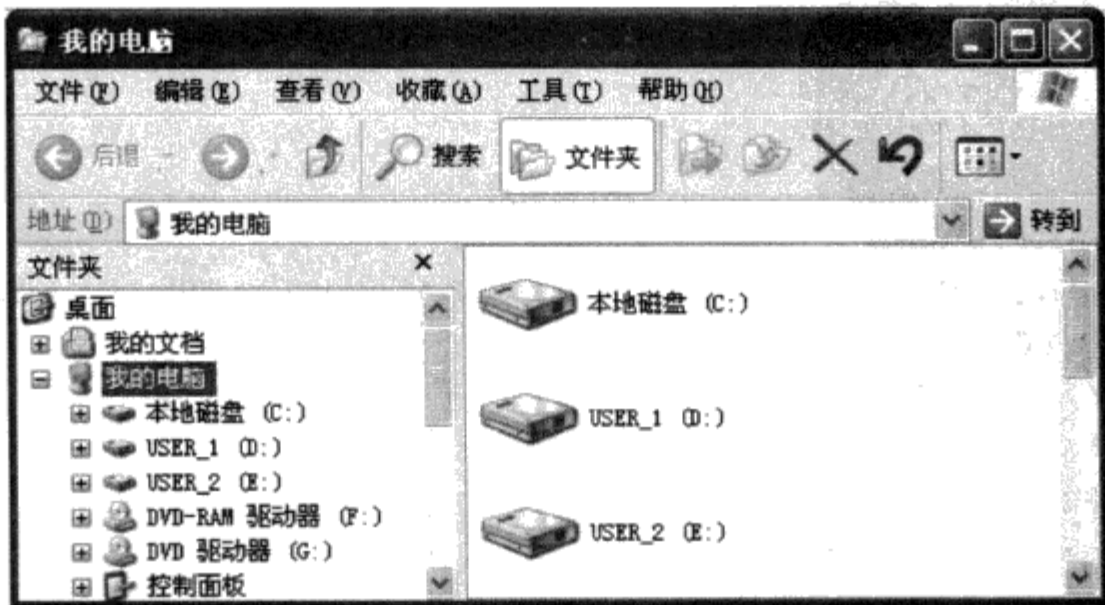 我的电脑
文件(F) 编辑(E) 查看(V) 收藏(A) 工具(T) 帮助(H)
后退 搜索 文件夹
地址(D) 我的电脑 转到
文件夹
桌面
我的文档
我的电脑
本地磁盘 (C:)
USER_1 (D:)
USER_2 (E:)
DVD-RAM 驱动器 (F:)
DVD 驱动器 (G:)
控制面板
本地磁盘 (C:)
USER_1 (D:)
USER_2 (E:)